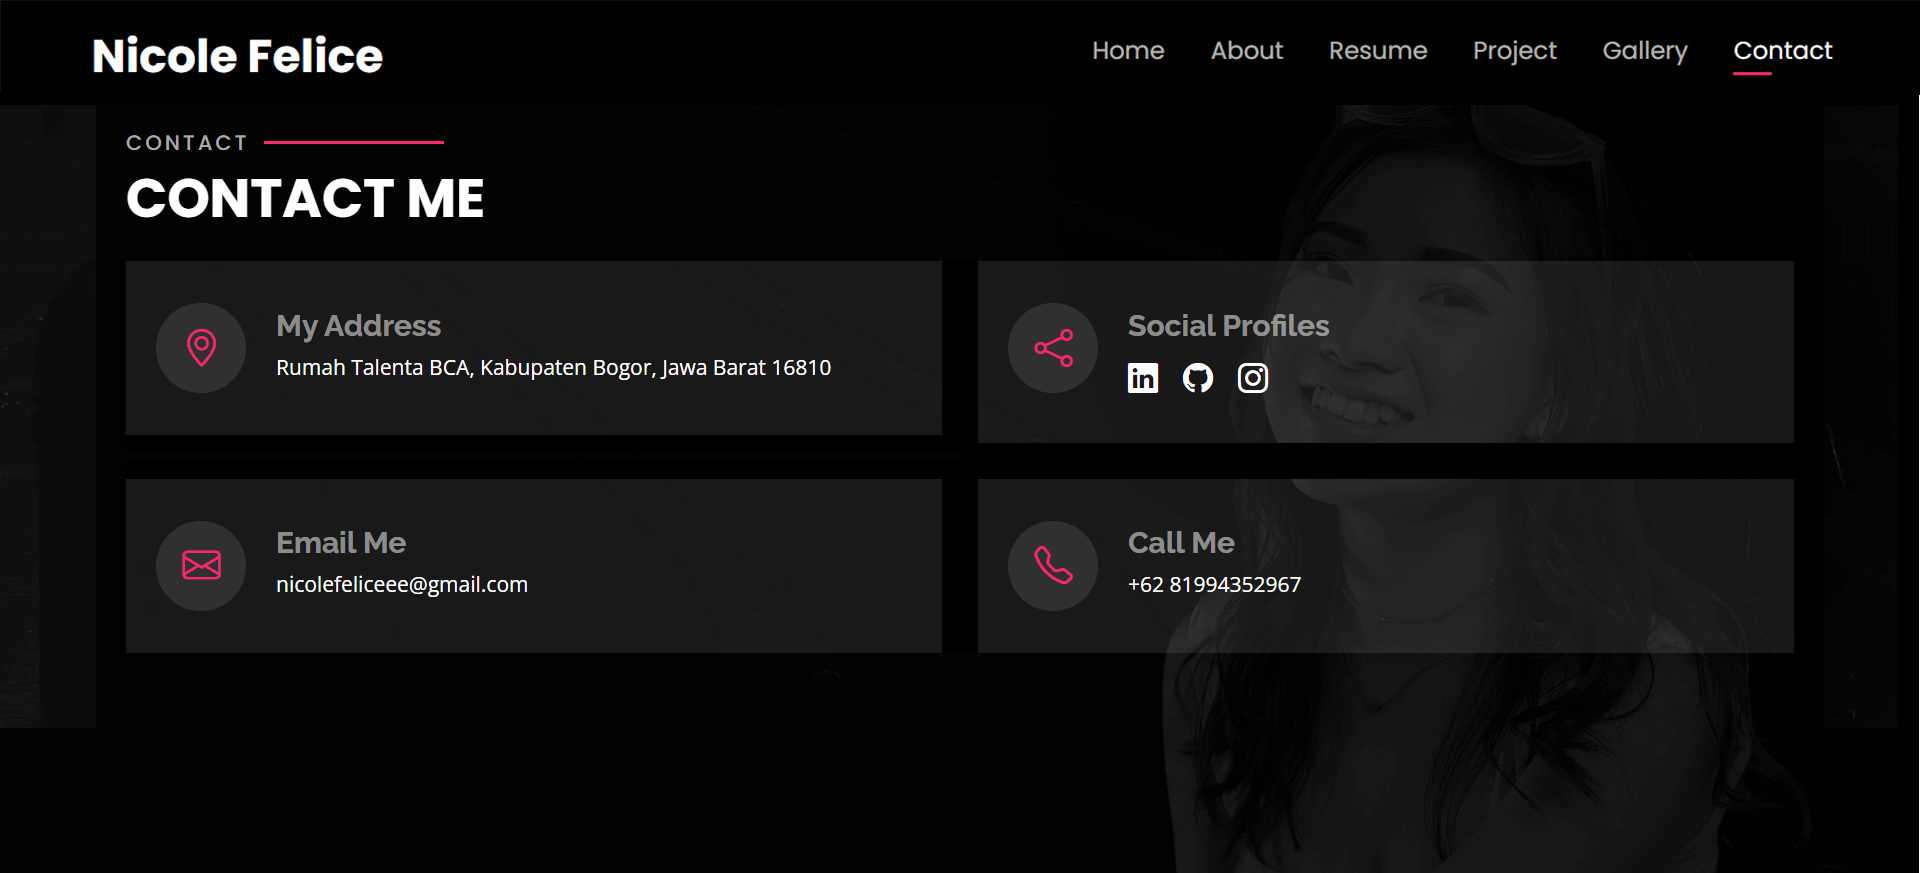 Nicole Felice
Home About Resume Project Gallery Contact
CONTACT
CONTACT ME
My Address
Rumah Talenta BCA, Kabupaten Bogor, Jawa Barat 16810
Social Profiles
in
Email Me
nicolefeliceee@gmail.com
Call Me
+62 81994352967